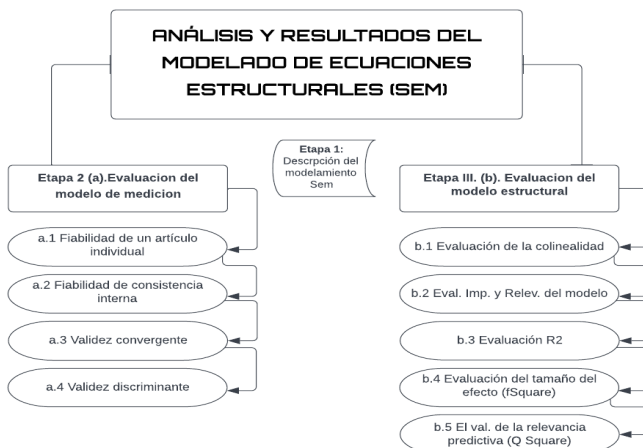 ANÁLISIS Y RESULTADOS DEL
MODELADO DE ECUACIONES
ESTRUCTURALES (SEM)
Etapa 1:
Descrpción del
modelamiento
Sem
Etapa 2 (a).Evaluacion del
modelo de medicion
a.1 Fiabilidad de un artículo
individual
a.2 Fiabilidad de consistencia
interna
a.3 Validez convergente
a.4 Validez discriminante
Etapa III. (b). Evaluacion del
modelo estructural
b.1 Evaluación de la colinealidad
b.2 Eval. Imp. y Relev. del modelo
b.3 Evaluación R2
b.4 Evaluación del tamaño del
efecto (fSquare)
b.5 El val. de la relevancia
predictiva (Q Square)